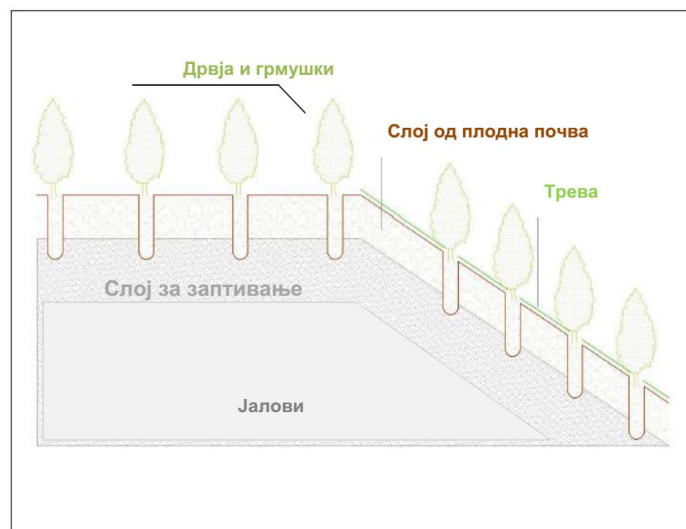 Дрвја и грмушки
Слој од плодна почва
Трева
Слој за заптивање
Јалови